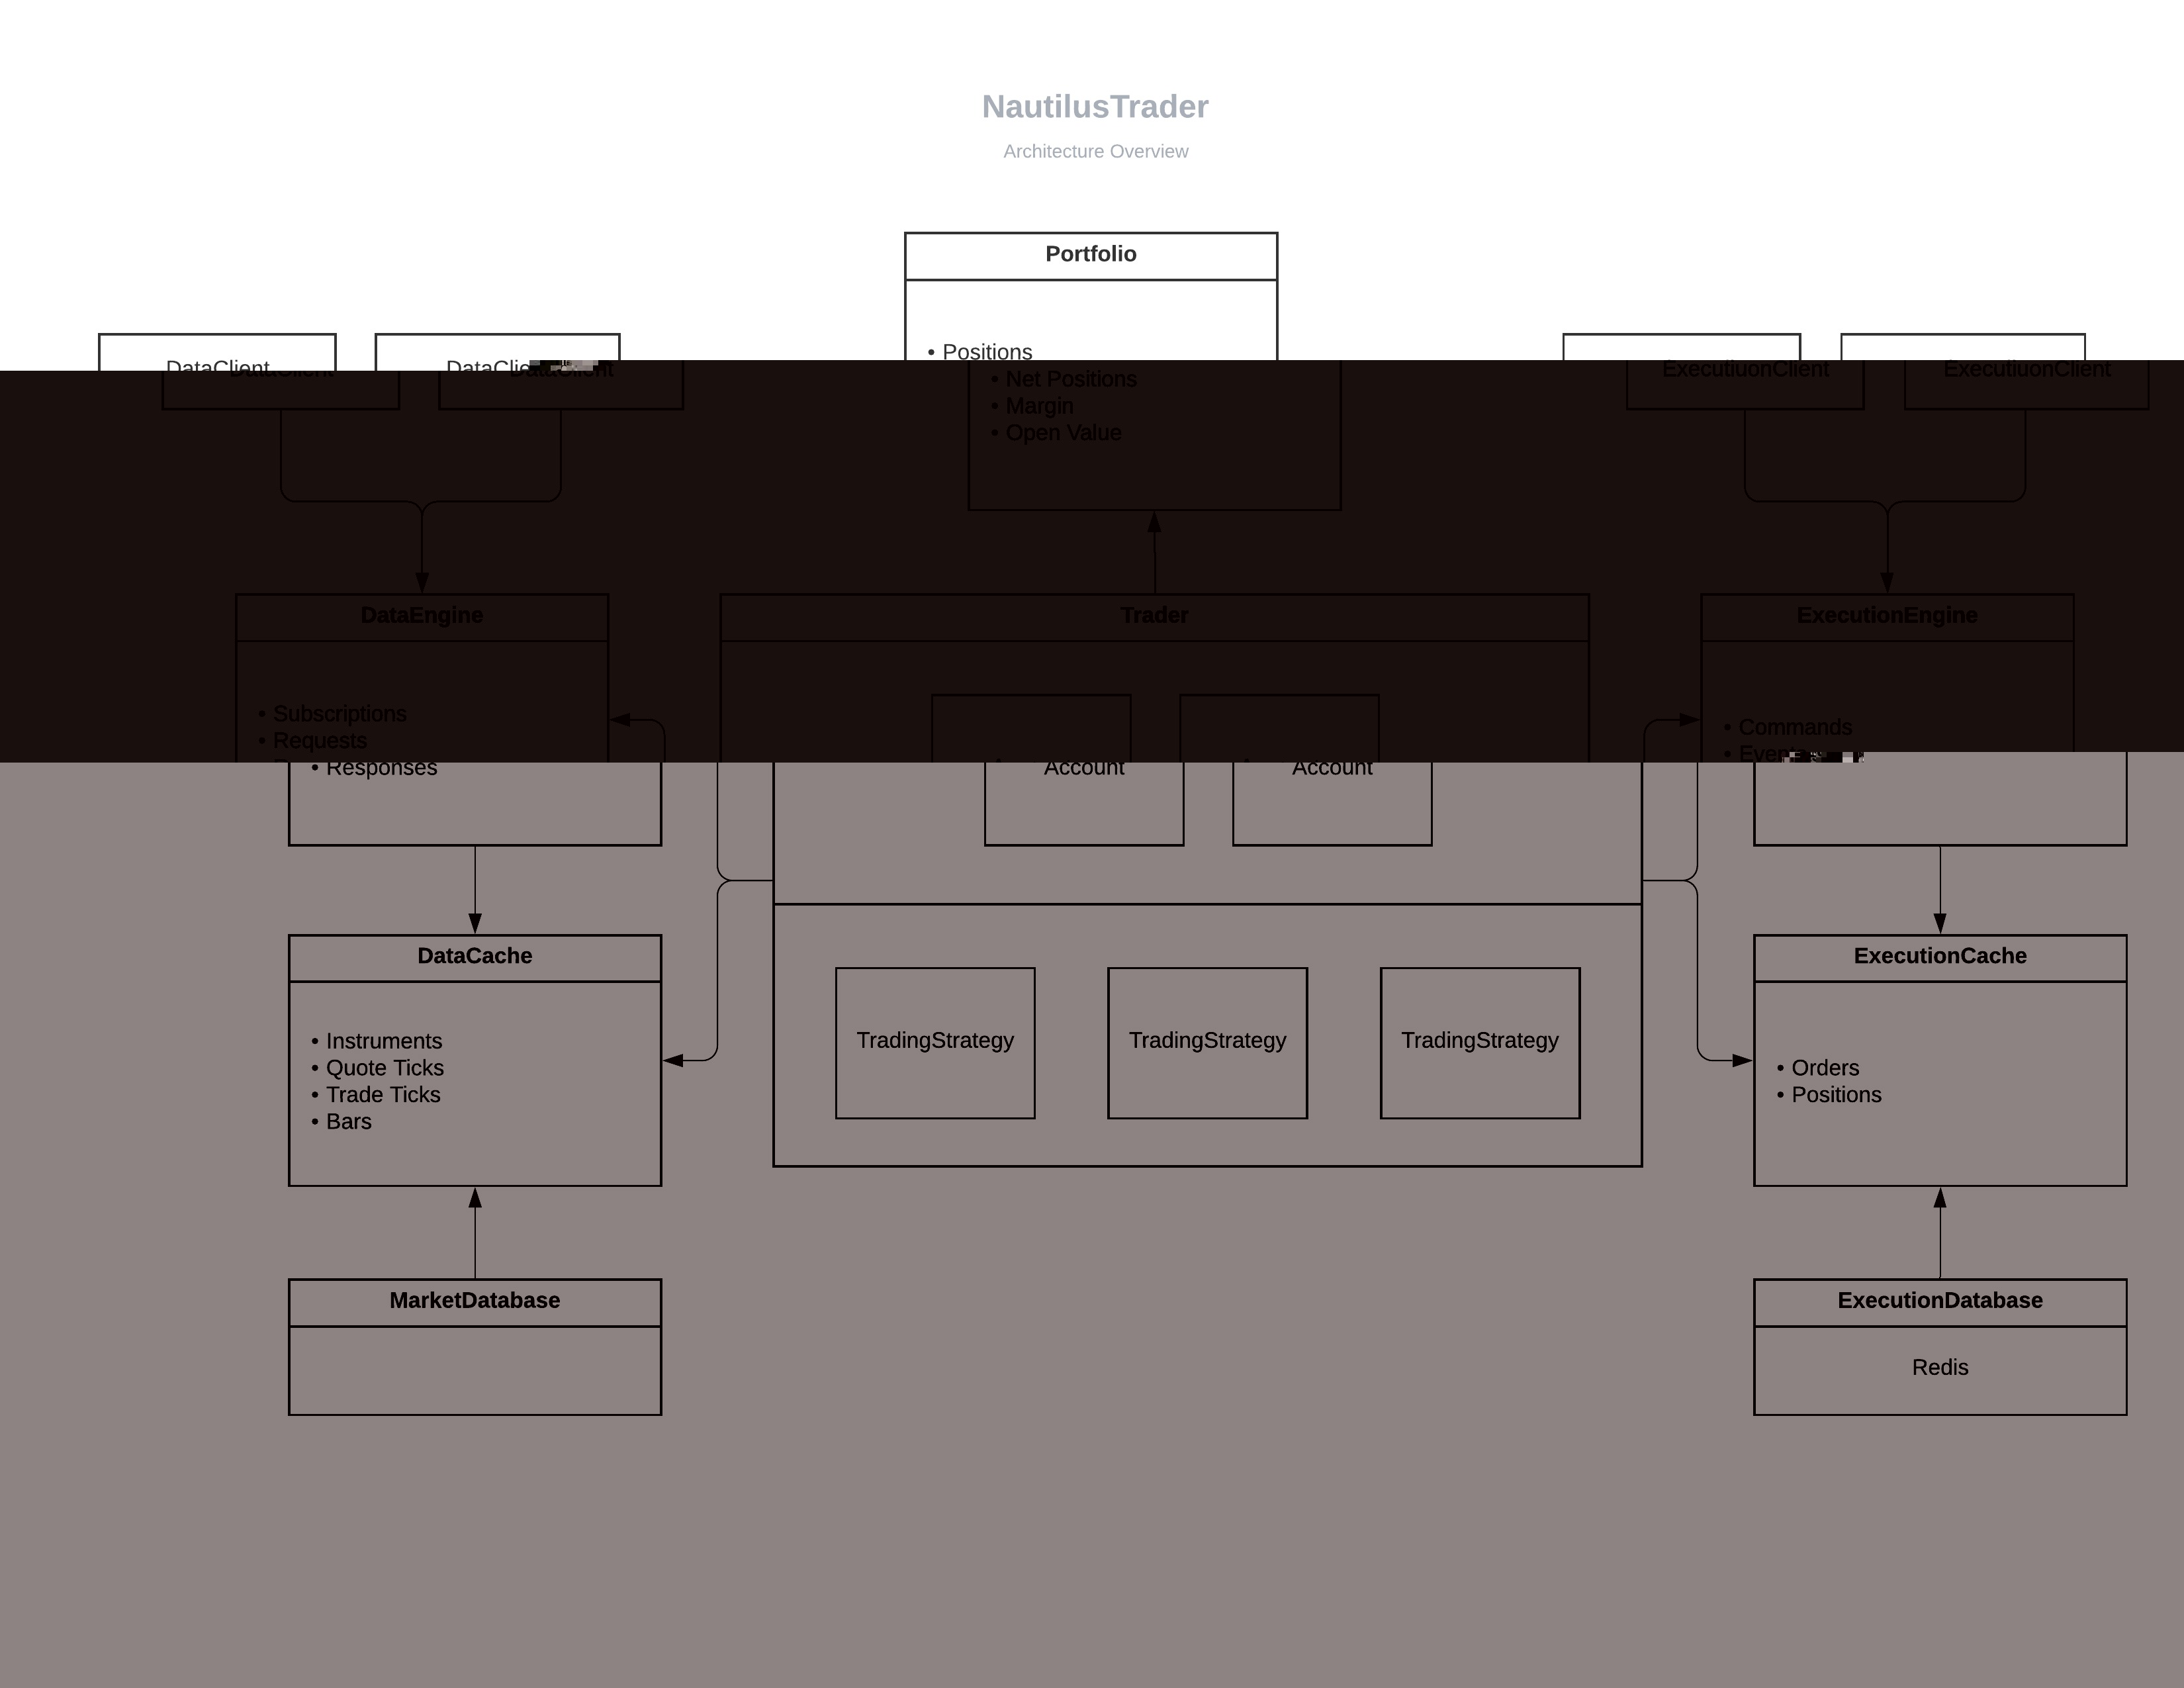 NautilusTrader
Architecture Overview
Portfolio
• Positions
• Net Positions
• Margin
• Open Value
DataClient
DataClient
ExecutiuonClient
ExecutiuonClient
DataEngine
• Subscriptions
• Requests
• Responses
Trader
Account
Account
TradingStrategy
TradingStrategy
TradingStrategy
ExecutionEngine
• Commands
• Events
DataCache
• Instruments
• Quote Ticks
• Trade Ticks
• Bars
ExecutionCache
• Orders
• Positions
MarketDatabase
ExecutionDatabase
Redis